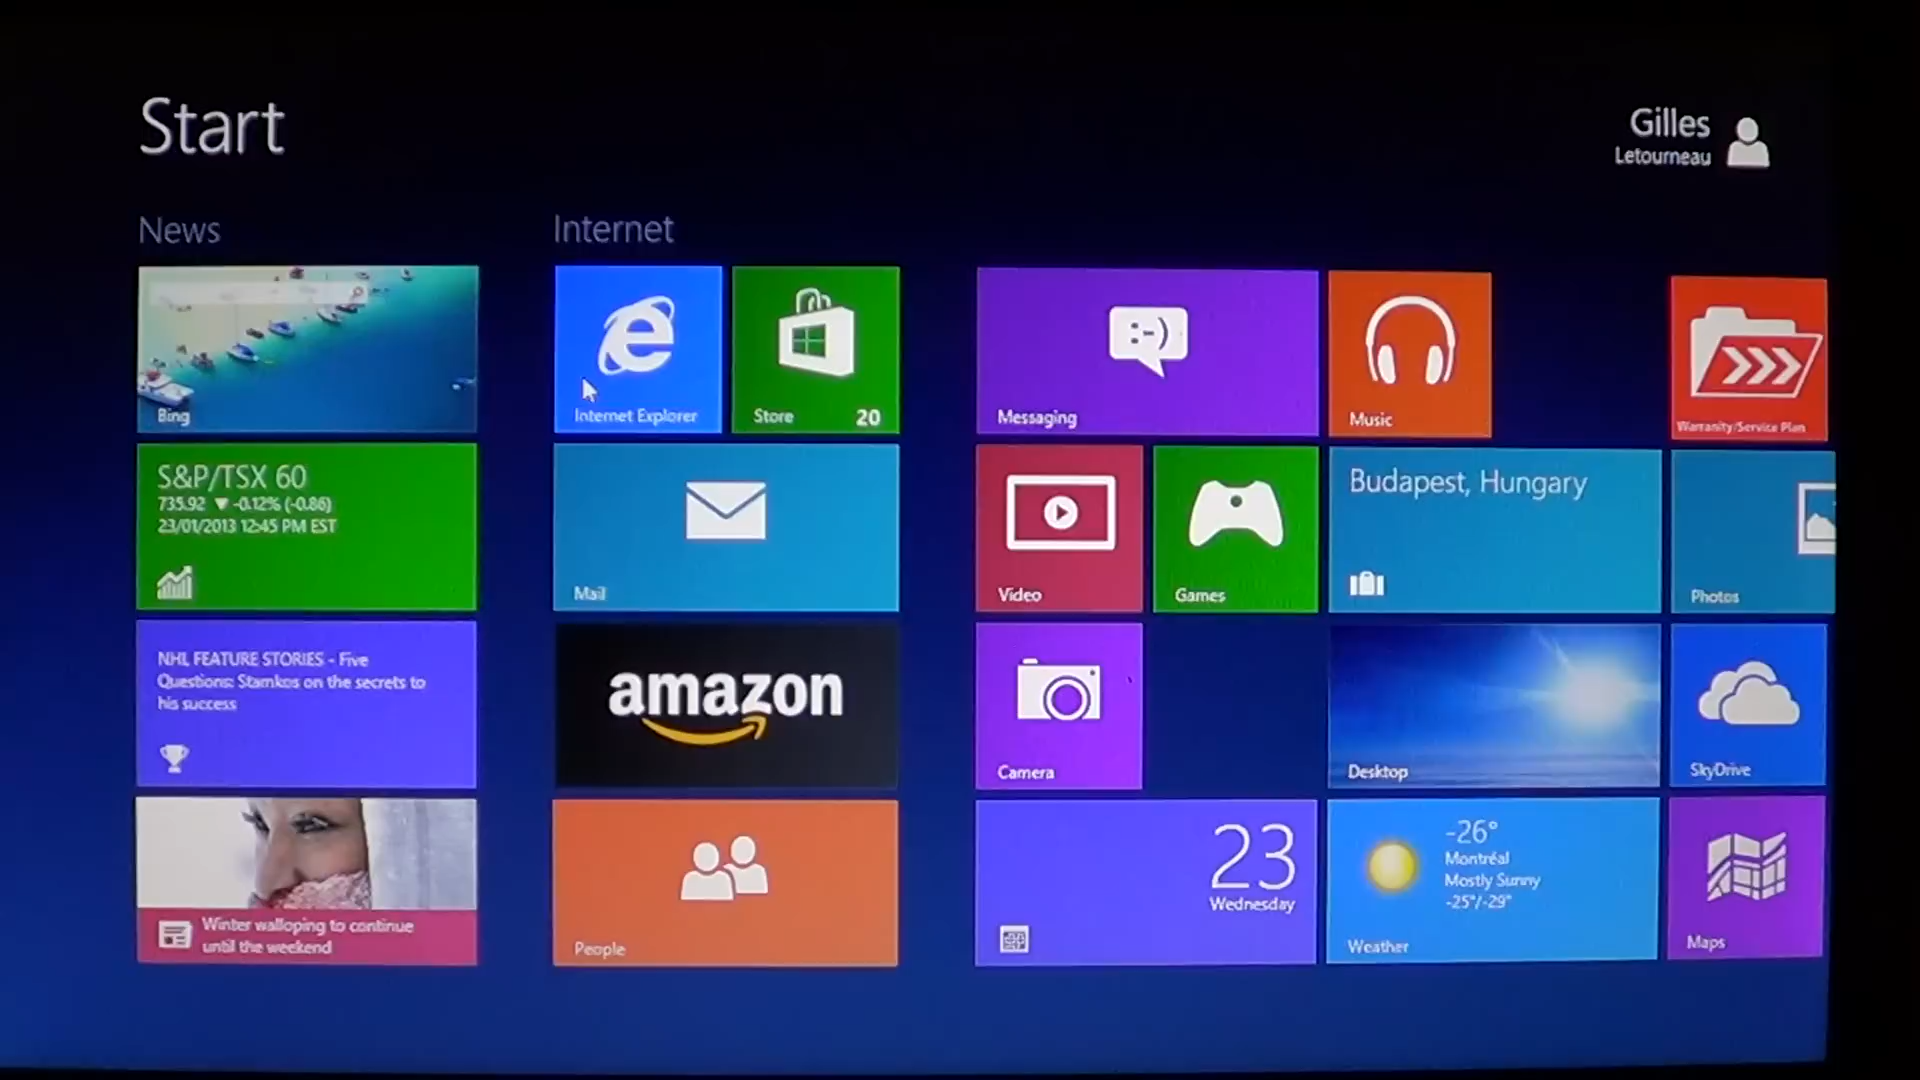 Start
Gilles
Letourneau
News
Internet
Bing
Internet Explorer
Store 20
Messaging
Music
Warranty/Service Plan
S&P/TSX 60
735.92 ▼ -0.12% (-0.86)
23/01/2013 12:45 PM EST
Mail
Video
Games
Budapest, Hungary
Photos
NHL FEATURE STORIES - Five
Questions: Stamkos on the secrets to
his success
amazon
Camera
Desktop
SkyDrive
Winter walloping to continue
until the weekend
People
23
Wednesday
-26°
Montréal
Mostly Sunny
-25°/-29°
Weather
Maps